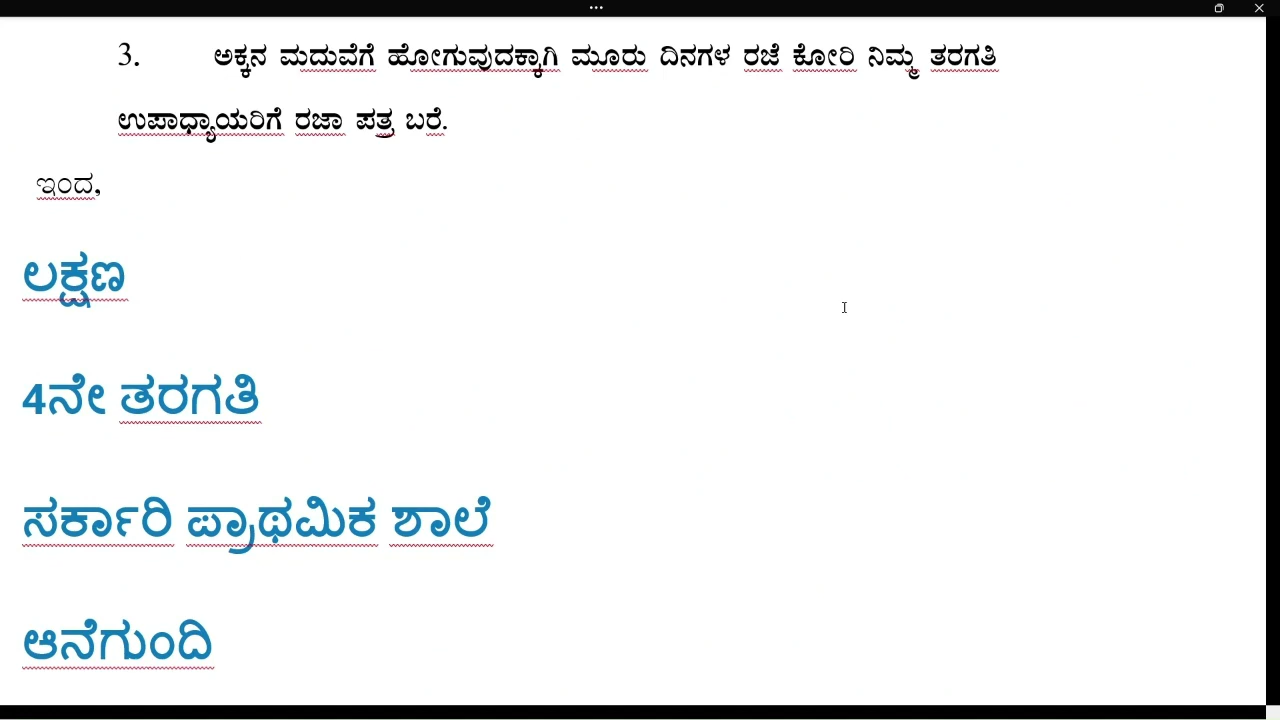 3. ಅಕ್ಕನ ಮದುವೆಗೆ ಹೋಗುವುದಕ್ಕಾಗಿ ಮೂರು ದಿನಗಳ ರಜೆ ಕೋರಿ ನಿಮ್ಮ ತರಗತಿ
ಉಪಾಧ್ಯಾಯರಿಗೆ ರಜಾ ಪತ್ರ ಬರೆ.
ಇಂದ,
ಲಕ್ಷಣ
4ನೇ ತರಗತಿ
ಸರ್ಕಾರಿ ಪ್ರಾಥಮಿಕ ಶಾಲೆ
ಆನೆಗುಂದಿ